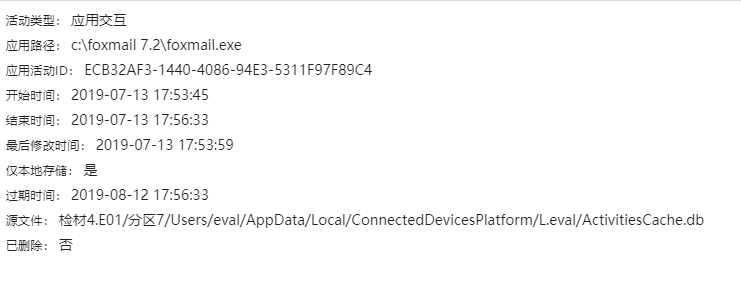 活动类型： 应用交互
应用路径： c:\foxmail 7.2\foxmail.exe
应用活动ID： ECB32AF3-1440-4086-94E3-5311F97F89C4
开始时间： 2019-07-13 17:53:45
结束时间： 2019-07-13 17:56:33
最后修改时间： 2019-07-13 17:53:59
仅本地存储： 是
过期时间： 2019-08-12 17:56:33
源文件： 检材4.E01/分区7/Users/eval/AppData/Local/ConnectedDevicesPlatform/L.eval/ActivitiesCache.db
已删除： 否